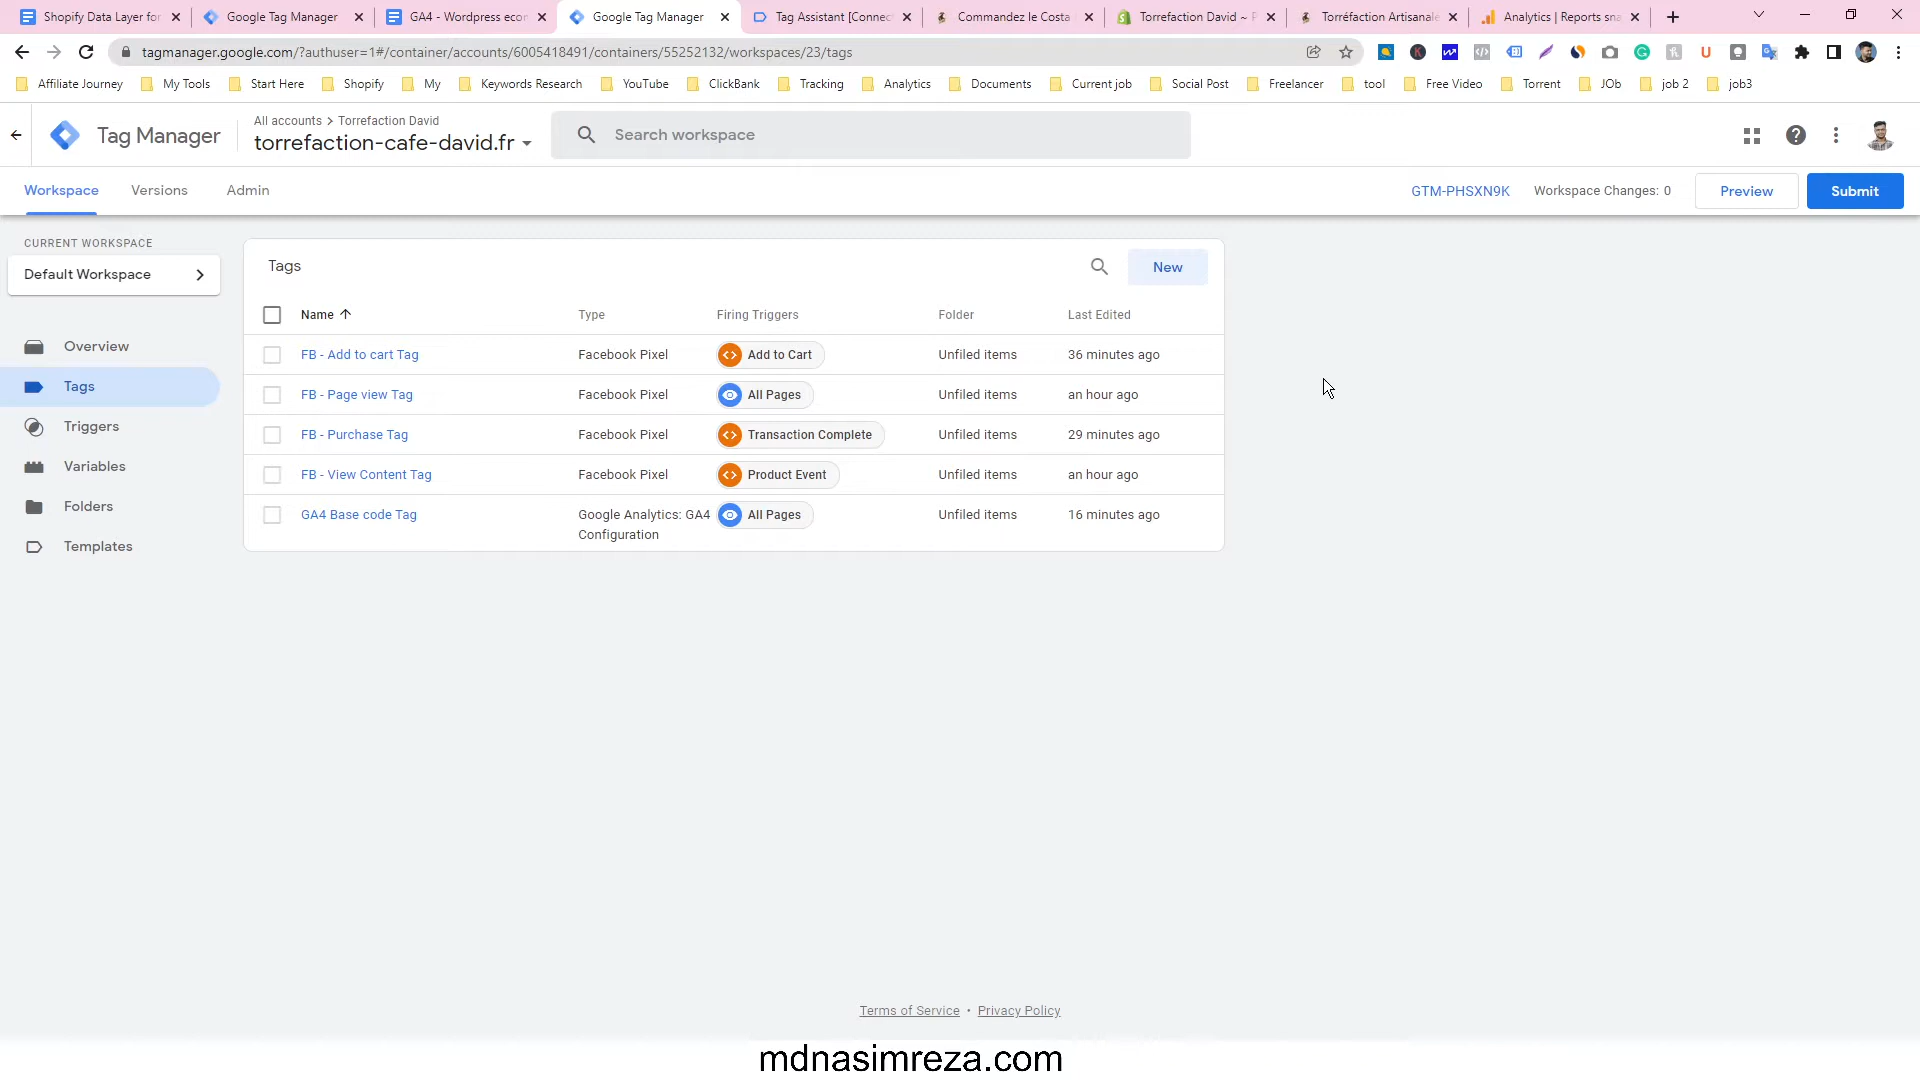 Shopify Data Layer for
Google Tag Manager
GA4 - Wordpress econ
Google Tag Manager
Tag Assistant [Connec
Commandez le Costa
Torrefaction David ~ P
Torréfaction Artisanale
Analytics | Reports sna
tagmanager.google.com/?authuser=1#/container/accounts/6005418491/containers/55252132/workspaces/23/tags
Affiliate Journey
My Tools
Start Here
Shopify
My
Keywords Research
YouTube
ClickBank
Tracking
Analytics
Documents
Current job
Social Post
Freelancer
tool
Free Video
Torrent
JOb
job 2
job3
Tag Manager
All accounts > Torrefaction David
torrefaction-cafe-david.fr
Search workspace
Workspace
Versions
Admin
GTM-PHSXN9K
Workspace Changes: 0
Preview
Submit
CURRENT WORKSPACE
Default Workspace
Overview
Tags
Triggers
Variables
Folders
Templates
Tags
New
Name Type Firing Triggers Folder Last Edited
FB - Add to cart Tag Facebook Pixel Add to Cart Unfiled items 36 minutes ago
FB - Page view Tag Facebook Pixel All Pages Unfiled items an hour ago
FB - Purchase Tag Facebook Pixel Transaction Complete Unfiled items 29 minutes ago
FB - View Content Tag Facebook Pixel Product Event Unfiled items an hour ago
GA4 Base code Tag Google Analytics: GA4 All Pages Unfiled items 16 minutes ago
Configuration
Terms of Service • Privacy Policy
mdnasimreza.com